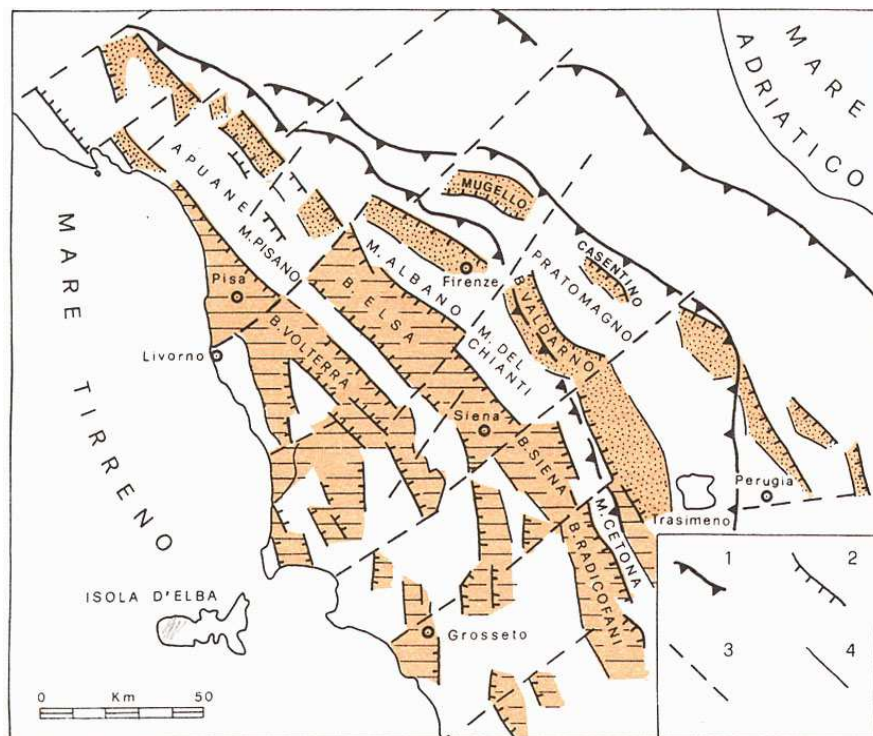 MARE ADRIATICO
MARE TIRRENO
APUANE
M.PISANO
MUGELLO
CASENTINO
PRATOMAGNO
Firenze
M. ALBANO
B. VALDARNO
Pisa
B. ELSA
M. DEL CHIANTI
Livorno
B. VOLTERRA
Siena
B. SIENA
Perugia
Trasimeno
M. CETONA
B. RADICOFANI
ISOLA D'ELBA
Grosseto
0 Km 50
1 2
3 4